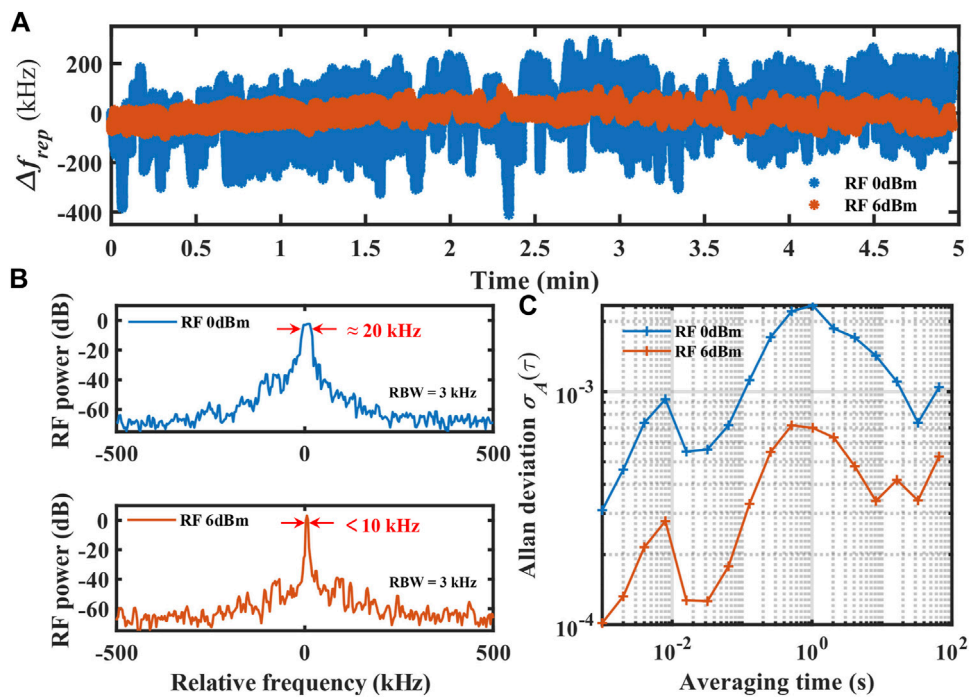 A
Δf_rep (kHz)
200
0
-200
-400
RF 0dBm
RF 6dBm
0 0.5 1 1.5 2 2.5 3 3.5 4 4.5 5
Time (min)
B
RF power (dB)
0
-20
-40
-60
RF 0dBm
≈ 20 kHz
RBW = 3 kHz
-500 0 500
RF power (dB)
0
-20
-40
-60
RF 6dBm
< 10 kHz
RBW = 3 kHz
-500 0 500
Relative frequency (kHz)
C
Allan deviation σ_A(τ)
10^-3
10^-4
RF 0dBm
RF 6dBm
10^-2 10^0 10^2
Averaging time (s)